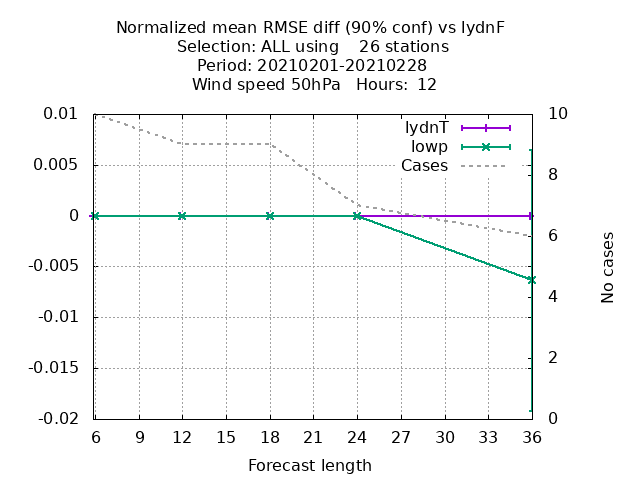 Normalized mean RMSE diff (90% conf) vs lydnF
Selection: ALL using    26 stations
Period: 20210201-20210228
Wind speed 50hPa   Hours:  12
0.01
0.005
0
-0.005
-0.01
-0.015
-0.02
lydnT
lowp
Cases
10
8
6
4
2
0
No cases
6 9 12 15 18 21 24 27 30 33 36
Forecast length